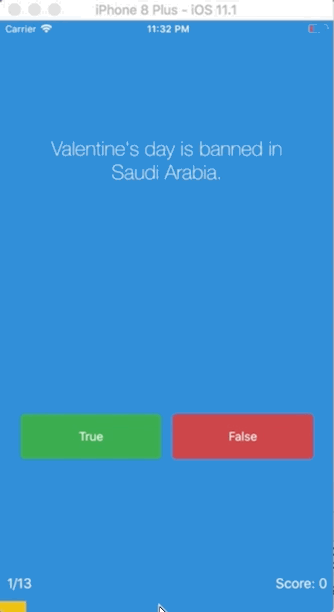 iPhone 8 Plus - iOS 11.1
Carrier 11:32 PM
Valentine's day is banned in
Saudi Arabia.
True False
1/13 Score: 0